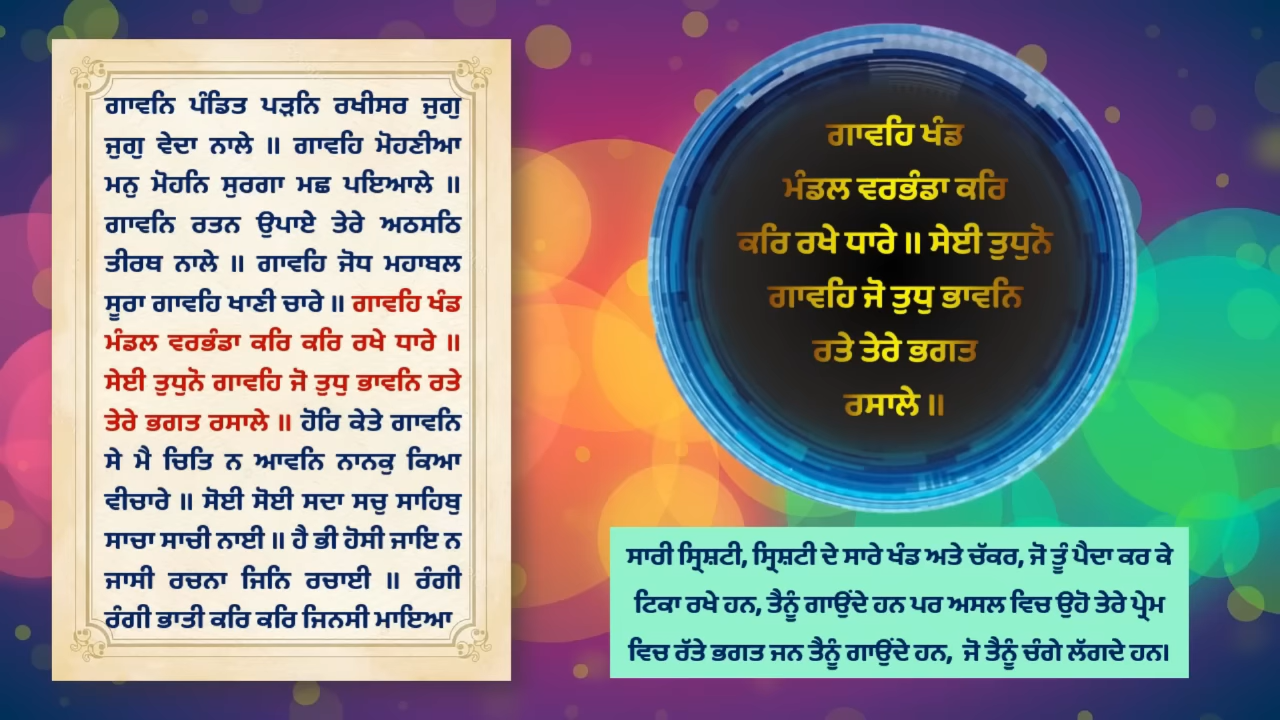 ਗਾਵਨਿ ਪੰਡਿਤ ਪੜਨਿ ਰਖੀਸਰ ਜੁਗੁ
ਜੁਗੁ ਵੇਦਾ ਨਾਲੇ ॥ ਗਾਵਹਿ ਮੋਹਣੀਆ
ਮਨੁ ਮੋਹਨਿ ਸੁਰਗਾ ਮਛ ਪਇਆਲੇ ॥
ਗਾਵਨਿ ਰਤਨ ਉਪਾਏ ਤੇਰੇ ਅਠਸਠਿ
ਤੀਰਥ ਨਾਲੇ ॥ ਗਾਵਹਿ ਜੋਧ ਮਹਾਬਲ
ਸੂਰਾ ਗਾਵਹਿ ਖਾਣੀ ਚਾਰੇ ॥ ਗਾਵਹਿ ਖੰਡ
ਮੰਡਲ ਵਰਭੰਡਾ ਕਰਿ ਕਰਿ ਰਖੇ ਧਾਰੇ ॥
ਸੇਈ ਤੁਧੁਨੋ ਗਾਵਹਿ ਜੋ ਤੁਧੁ ਭਾਵਨਿ ਰਤੇ
ਤੇਰੇ ਭਗਤ ਰਸਾਲੇ ॥ ਹੋਰਿ ਕੇਤੇ ਗਾਵਨਿ
ਸੇ ਮੈ ਚਿਤਿ ਨ ਆਵਨਿ ਨਾਨਕੁ ਕਿਆ
ਵੀਚਾਰੇ ॥ ਸੋਈ ਸੋਈ ਸਦਾ ਸਚੁ ਸਾਹਿਬੁ
ਸਾਚਾ ਸਾਚੀ ਨਾਈ ॥ ਹੈ ਭੀ ਹੋਸੀ ਜਾਇ ਨ
ਜਾਸੀ ਰਚਨਾ ਜਿਨਿ ਰਚਾਈ ॥ ਰੰਗੀ
ਰੰਗੀ ਭਾਤੀ ਕਰਿ ਕਰਿ ਜਿਨਸੀ ਮਾਇਆ
ਗਾਵਹਿ ਖੰਡ
ਮੰਡਲ ਵਰਭੰਡਾ ਕਰਿ
ਕਰਿ ਰਖੇ ਧਾਰੇ ॥ ਸੇਈ ਤੁਧੁਨੋ
ਗਾਵਹਿ ਜੋ ਤੁਧੁ ਭਾਵਨਿ
ਰਤੇ ਤੇਰੇ ਭਗਤ
ਰਸਾਲੇ ॥
ਸਾਰੀ ਸ੍ਰਿਸ਼ਟੀ, ਸ੍ਰਿਸ਼ਟੀ ਦੇ ਸਾਰੇ ਖੰਡ ਅਤੇ ਚੱਕਰ, ਜੋ ਤੂੰ ਪੈਦਾ ਕਰ ਕੇ
ਟਿਕਾ ਰਖੇ ਹਨ, ਤੈਨੂੰ ਗਾਉਂਦੇ ਹਨ ਪਰ ਅਸਲ ਵਿਚ ਉਹੋ ਤੇਰੇ ਪ੍ਰੇਮ
ਵਿਚ ਰੱਤੇ ਭਗਤ ਜਨ ਤੈਨੂੰ ਗਾਉਂਦੇ ਹਨ, ਜੋ ਤੈਨੂੰ ਚੰਗੇ ਲੱਗਦੇ ਹਨ।